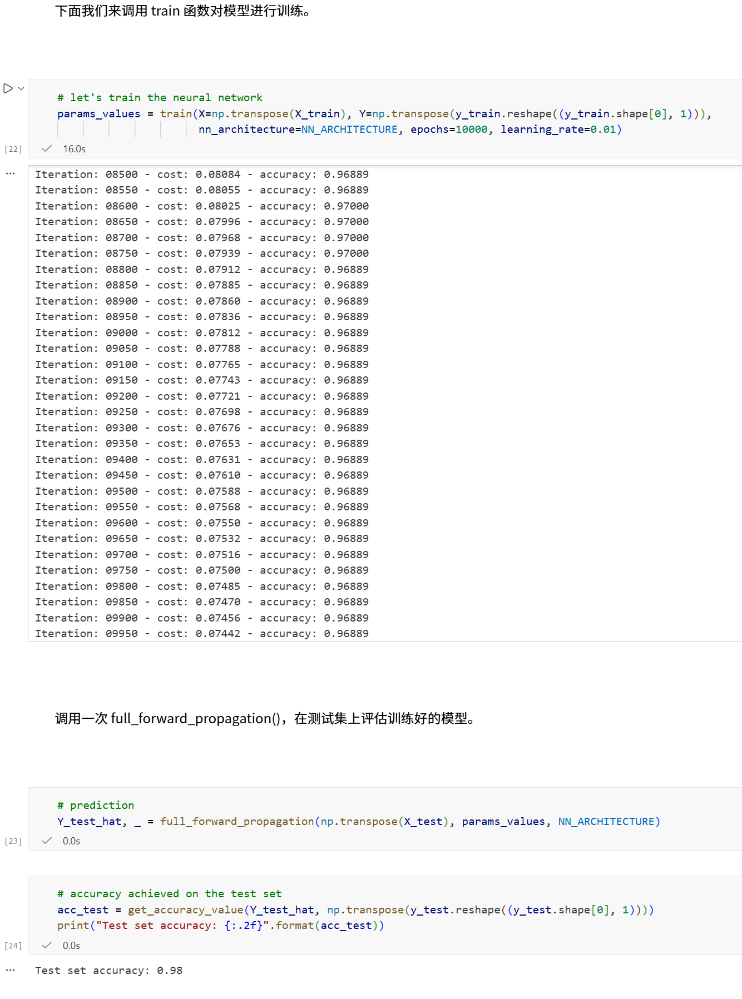 下面我们来调用 train 函数对模型进行训练。
# let's train the neural network
params_values = train(X=np.transpose(X_train), Y=np.transpose(y_train.reshape((y_train.shape[0], 1))),
nn_architecture=NN_ARCHITECTURE, epochs=10000, learning_rate=0.01)
[22] 16.0s
... Iteration: 08500 - cost: 0.08084 - accuracy: 0.96889
Iteration: 08550 - cost: 0.08055 - accuracy: 0.96889
Iteration: 08600 - cost: 0.08025 - accuracy: 0.97000
Iteration: 08650 - cost: 0.07996 - accuracy: 0.97000
Iteration: 08700 - cost: 0.07968 - accuracy: 0.97000
Iteration: 08750 - cost: 0.07939 - accuracy: 0.97000
Iteration: 08800 - cost: 0.07912 - accuracy: 0.96889
Iteration: 08850 - cost: 0.07885 - accuracy: 0.96889
Iteration: 08900 - cost: 0.07860 - accuracy: 0.96889
Iteration: 08950 - cost: 0.07836 - accuracy: 0.96889
Iteration: 09000 - cost: 0.07812 - accuracy: 0.96889
Iteration: 09050 - cost: 0.07788 - accuracy: 0.96889
Iteration: 09100 - cost: 0.07765 - accuracy: 0.96889
Iteration: 09150 - cost: 0.07743 - accuracy: 0.96889
Iteration: 09200 - cost: 0.07721 - accuracy: 0.96889
Iteration: 09250 - cost: 0.07698 - accuracy: 0.96889
Iteration: 09300 - cost: 0.07676 - accuracy: 0.96889
Iteration: 09350 - cost: 0.07653 - accuracy: 0.96889
Iteration: 09400 - cost: 0.07631 - accuracy: 0.96889
Iteration: 09450 - cost: 0.07610 - accuracy: 0.96889
Iteration: 09500 - cost: 0.07588 - accuracy: 0.96889
Iteration: 09550 - cost: 0.07568 - accuracy: 0.96889
Iteration: 09600 - cost: 0.07550 - accuracy: 0.96889
Iteration: 09650 - cost: 0.07532 - accuracy: 0.96889
Iteration: 09700 - cost: 0.07516 - accuracy: 0.96889
Iteration: 09750 - cost: 0.07500 - accuracy: 0.96889
Iteration: 09800 - cost: 0.07485 - accuracy: 0.96889
Iteration: 09850 - cost: 0.07470 - accuracy: 0.96889
Iteration: 09900 - cost: 0.07456 - accuracy: 0.96889
Iteration: 09950 - cost: 0.07442 - accuracy: 0.96889
调用一次 full_forward_propagation()，在测试集上评估训练好的模型。
# prediction
Y_test_hat, _ = full_forward_propagation(np.transpose(X_test), params_values, NN_ARCHITECTURE)
[23] 0.0s
# accuracy achieved on the test set
acc_test = get_accuracy_value(Y_test_hat, np.transpose(y_test.reshape((y_test.shape[0], 1))))
print("Test set accuracy: {:.2f}".format(acc_test))
[24] 0.0s
... Test set accuracy: 0.98